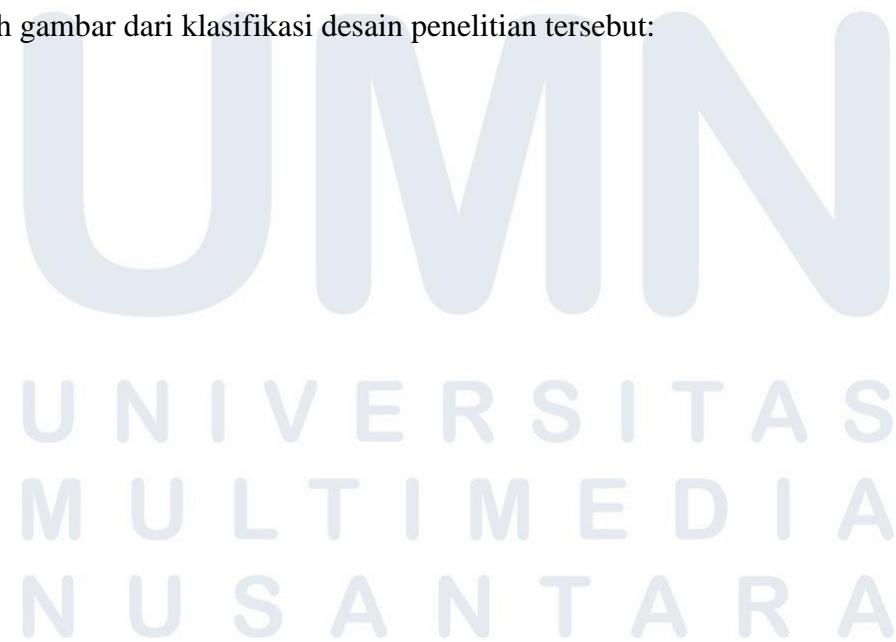 h gambar dari klasifikasi desain penelitian tersebut:
UMN
UNIVERSITAS
MULTIMEDIA
NUSANTARA